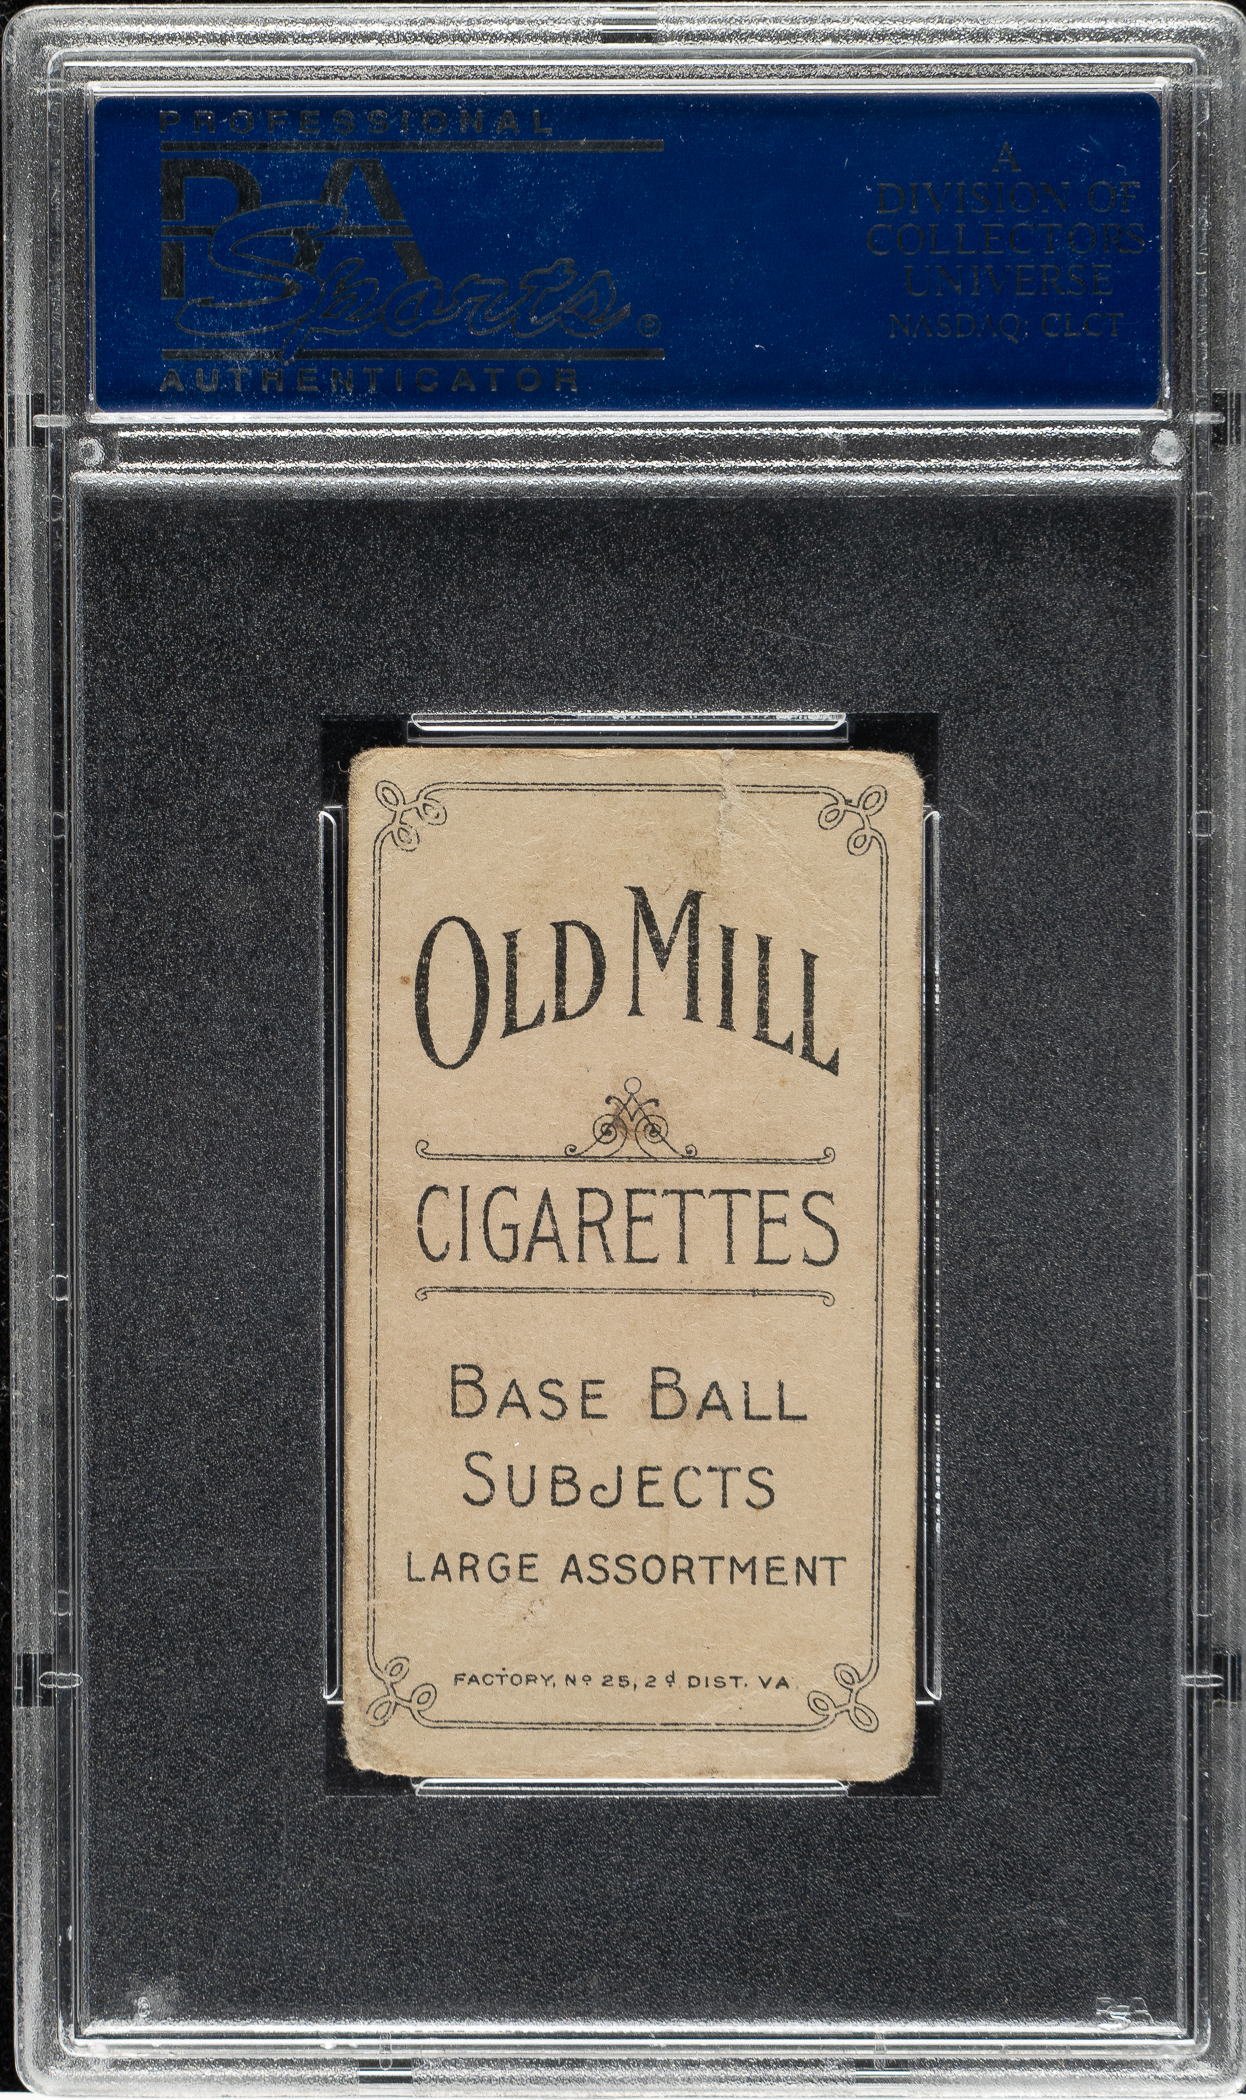 PROFESSIONAL
PSA
Sports®
AUTHENTICATOR
A
DIVISION OF
COLLECTORS
UNIVERSE
NASDAQ: CLCT
OLD MILL
CIGARETTES
BASE BALL
SUBJECTS
LARGE ASSORTMENT
FACTORY, Nº 25, 2d DIST. VA.
PSA